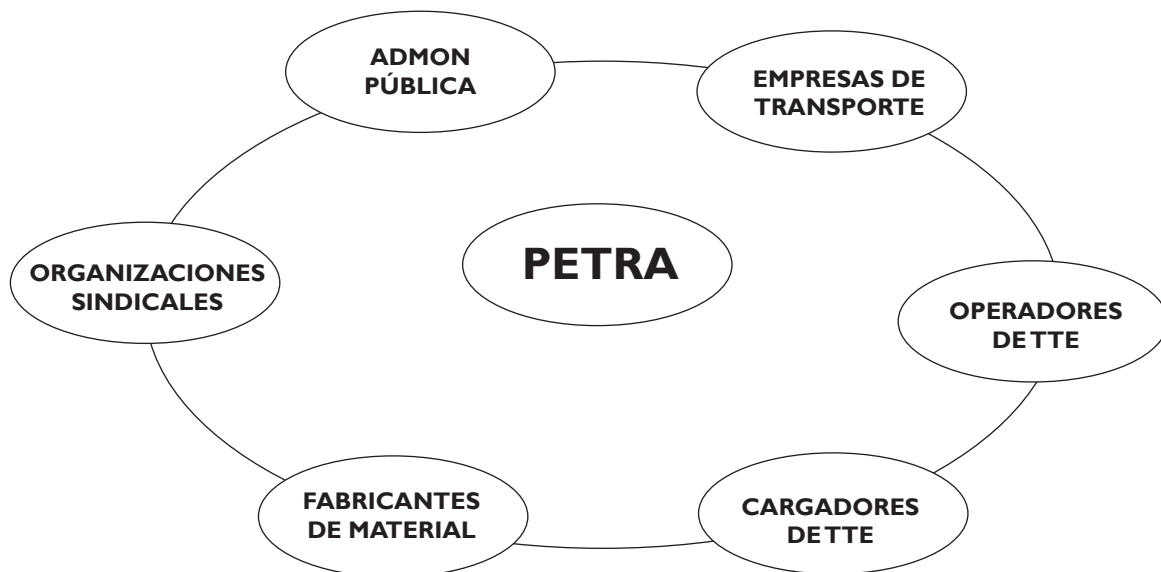 ADMON
PÚBLICA
EMPRESAS DE
TRANSPORTE
ORGANIZACIONES
SINDICALES
PETRA
OPERADORES
DE TTE
FABRICANTES
DE MATERIAL
CARGADORES
DE TTE